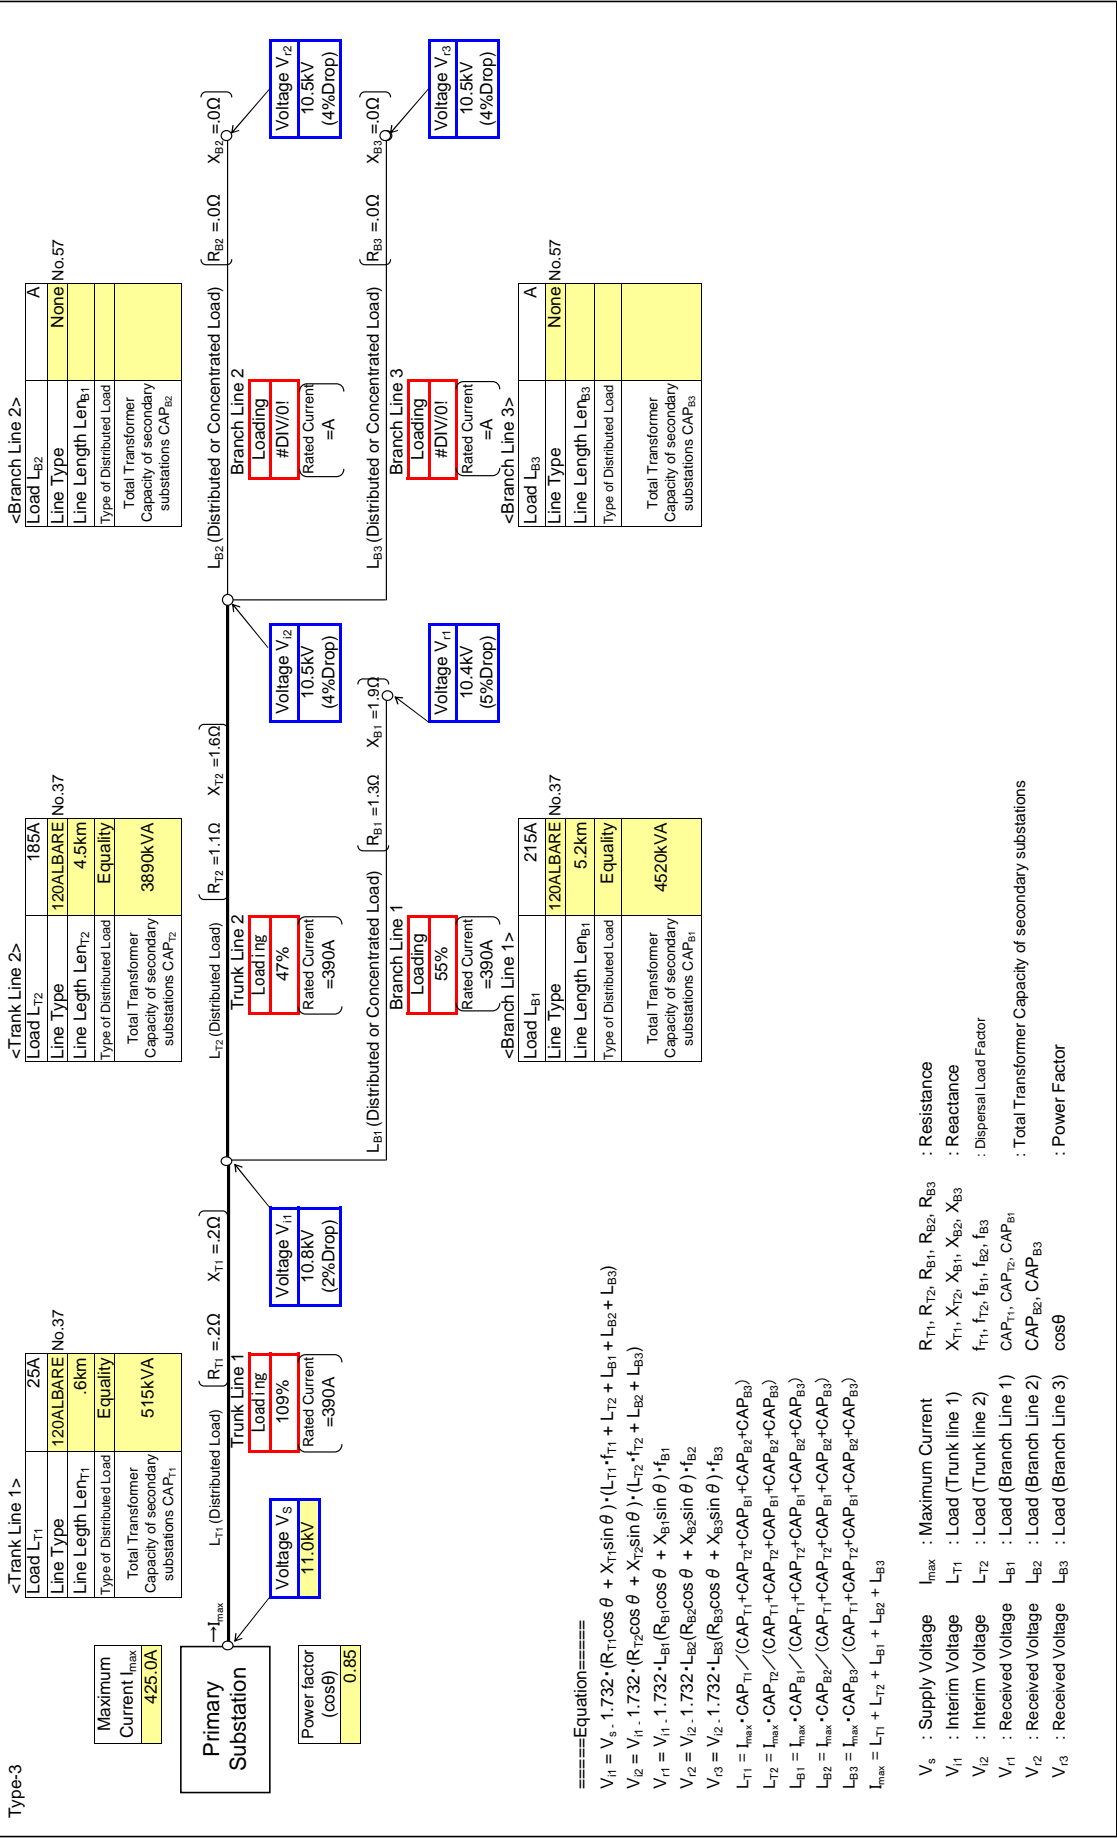 Type-3
Maximum
Current Imax
425.0A
Primary
Substation
Power factor
(cosθ)
0.85
→Imax
Voltage VS
11.0kV
<Trank Line 1>
Load LT1 25A
Line Type 120ALBARE No.37
Line Length LenT1 .6km
Type of Distributed Load Equality
Total Transformer
Capacity of secondary
substations CAPT1
515kVA
LT1 (Distributed Load) RT1 =.2Ω XT1 =.2Ω
Trunk Line 1
Loading
109%
Rated Current
=390A
Voltage Vi1
10.8kV
(2%Drop)
<Trank Line 2>
Load LT2 185A
Line Type 120ALBARE No.37
Line Legth LenT2 4.5km
Type of Distributed Load Equality
Total Transformer
Capacity of secondary
substations CAPT2
3890kVA
LT2 (Distributed Load) RT2 =1.1Ω XT2 =1.6Ω
Trunk Line 2
Loading
47%
Rated Current
=390A
Voltage Vi2
10.5kV
(4%Drop)
LB1 (Distributed or Concentrated Load) RB1 =1.3Ω XB1 =1.9Ω
Branch Line 1
Loading
55%
Rated Current
=390A
Voltage Vr1
10.4kV
(5%Drop)
<Branch Line 1>
Load LB1 215A
Line Type 120ALBARE No.37
Line Length LenB1 5.2km
Type of Distributed Load Equality
Total Transformer
Capacity of secondary
substations CAPB1
4520kVA
<Branch Line 2>
Load LB2 A
Line Type None No.57
Line Length LenB1
Type of Distributed Load
Total Transformer
Capacity of secondary
substations CAPB2
LB2 (Distributed or Concentrated Load) RB2 =.0Ω XB2 =.0Ω
Branch Line 2
Loading
#DIV/0!
Rated Current
=A
Voltage Vr2
10.5kV
(4%Drop)
LB3 (Distributed or Concentrated Load) RB3 =.0Ω XB3 =.0Ω
Branch Line 3
Loading
#DIV/0!
Rated Current
=A
Voltage Vr3
10.5kV
(4%Drop)
<Branch Line 3>
Load LB3 A
Line Type None No.57
Line Length LenB3
Type of Distributed Load
Total Transformer
Capacity of secondary
substations CAPB3
=====Equation=====
Vi1 = VS - 1.732・(RT1cosθ + XT1sinθ)・(LT1・fT1 + LT2 + LB1 + LB2 + LB3)
Vi2 = Vi1 - 1.732・(RT2cosθ + XT2sinθ)・(LT2・fT2 + LB2 + LB3)
Vr1 = Vi1 - 1.732・LB1(RB1cosθ + XB1sinθ)・fB1
Vr2 = Vi2 - 1.732・LB2(RB2cosθ + XB2sinθ)・fB2
Vr3 = Vi2 - 1.732・LB3(RB3cosθ + XB3sinθ)・fB3
LT1 = Imax・CAPT1／(CAPT1+CAPT2+CAPB1+CAPB2+CAPB3)
LT2 = Imax・CAPT2／(CAPT1+CAPT2+CAPB1+CAPB2+CAPB3)
LB1 = Imax・CAPB1／(CAPT1+CAPT2+CAPB1+CAPB2+CAPB3)
LB2 = Imax・CAPB2／(CAPT1+CAPT2+CAPB1+CAPB2+CAPB3)
LB3 = Imax・CAPB3／(CAPT1+CAPT2+CAPB1+CAPB2+CAPB3)
Imax = LT1 + LT2 + LB1 + LB2 + LB3
Vs : Supply Voltage Imax : Maximum Current RT1, RT2, RB1, RB2, RB3 : Resistance
Vi1 : Interim Voltage LT1 : Load (Trunk line 1) XT1, XT2, XB1, XB2, XB3 : Reactance
Vi2 : Interim Voltage LT2 : Load (Trunk line 2) fT1, fT2, fB1, fB2, fB3 : Dispersal Load Factor
Vr1 : Received Voltage LB1 : Load (Branch Line 1) CAPT1, CAPT2, CAPB1 : Total Transformer Capacity of secondary substations
Vr2 : Received Voltage LB2 : Load (Branch Line 2) CAPB2, CAPB3
Vr3 : Received Voltage LB3 : Load (Branch Line 3) cosθ : Power Factor